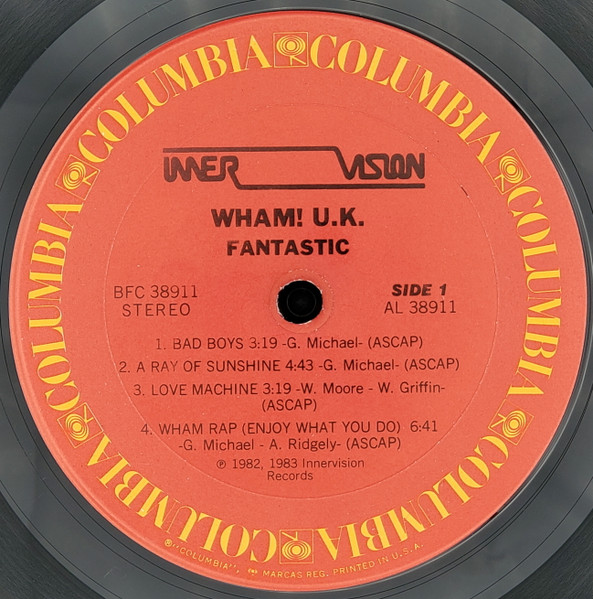 COLUMBIA COLUMBIA COLUMBIA COLUMBIA COLUMBIA COLUMBIA COLUMBIA COLUMBIA
INNER VISION
WHAM! U.K.
FANTASTIC
BFC 38911 SIDE 1
STEREO AL 38911
1. BAD BOYS 3:19 -G. Michael- (ASCAP)
2. A RAY OF SUNSHINE 4:43 -G. Michael- (ASCAP)
3. LOVE MACHINE 3:19 -W. Moore - W. Griffin-
(ASCAP)
4. WHAM RAP (ENJOY WHAT YOU DO) 6:41
-G. Michael - A. Ridgely- (ASCAP)
℗ 1982, 1983 Innervision
Records
®"COLUMBIA", MARCAS REG. PRINTED IN U.S.A.